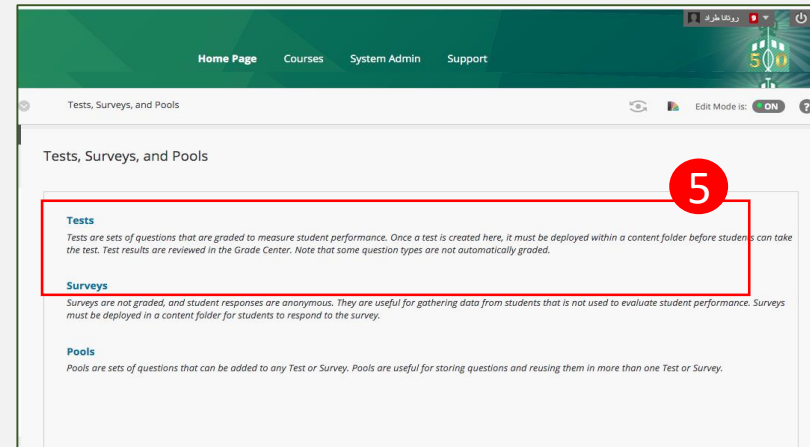 روناتا طراد
Home Page Courses System Admin Support
Tests, Surveys, and Pools
Edit Mode is: ON ?
Tests, Surveys, and Pools
5
Tests
Tests are sets of questions that are graded to measure student performance. Once a test is created here, it must be deployed within a content folder before students can take
the test. Test results are reviewed in the Grade Center. Note that some question types are not automatically graded.
Surveys
Surveys are not graded, and student responses are anonymous. They are useful for gathering data from students that is not used to evaluate student performance. Surveys
must be deployed in a content folder for students to respond to the survey.
Pools
Pools are sets of questions that can be added to any Test or Survey. Pools are useful for storing questions and reusing them in more than one Test or Survey.